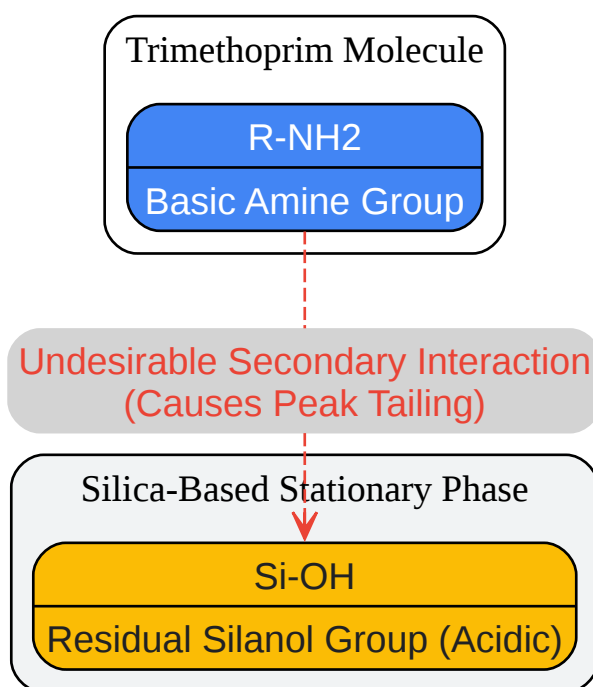 Trimethoprim Molecule
R-NH2
Basic Amine Group
Undesirable Secondary Interaction
(Causes Peak Tailing)
Silica-Based Stationary Phase
Si-OH
Residual Silanol Group (Acidic)